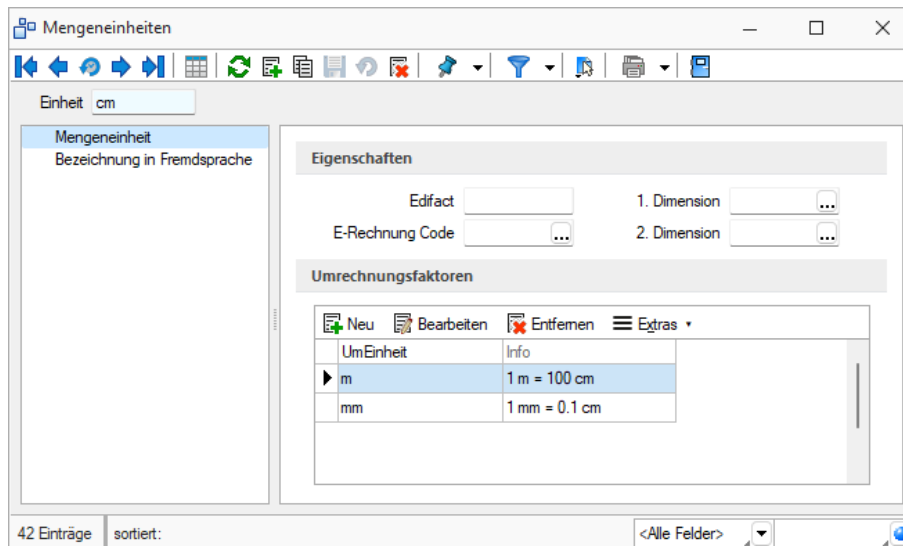 Mengeneinheiten
Einheit cm
Mengeneinheit
Bezeichnung in Fremdsprache
Eigenschaften
Edifact 1. Dimension ...
E-Rechnung Code ... 2. Dimension ...
Umrechnungsfaktoren
Neu Bearbeiten Entfernen Extras
UmEinheit Info
m 1 m = 100 cm
mm 1 mm = 0.1 cm
42 Einträge sortiert: <Alle Felder>